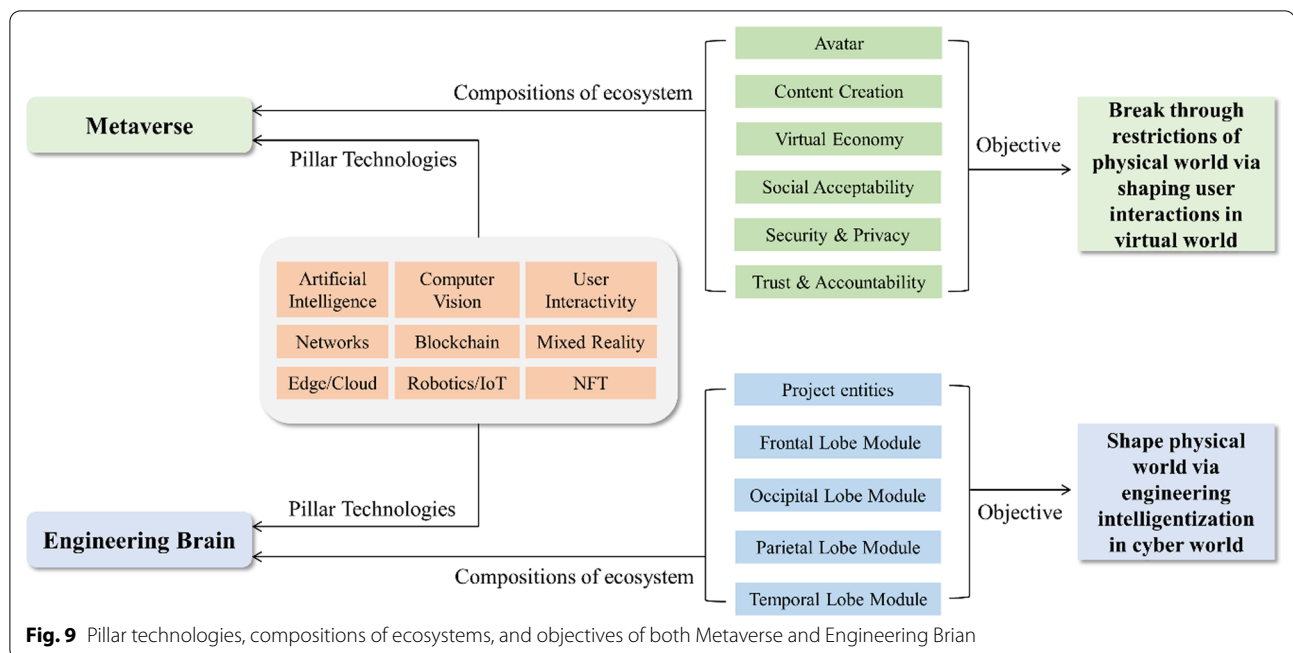 Metaverse
Compositions of ecosystem
Pillar Technologies
Avatar
Content Creation
Virtual Economy
Social Acceptability
Security & Privacy
Trust & Accountability
Objective
Break through
restrictions of
physical world via
shaping user
interactions in
virtual world
Artificial
Intelligence
Computer
Vision
User
Interactivity
Networks
Blockchain
Mixed Reality
Edge/Cloud
Robotics/IoT
NFT
Engineering Brain
Pillar Technologies
Compositions of ecosystem
Project entities
Frontal Lobe Module
Occipital Lobe Module
Parietal Lobe Module
Temporal Lobe Module
Objective
Shape physical
world via
engineering
intelligentization
in cyber world
Fig. 9 Pillar technologies, compositions of ecosystems, and objectives of both Metaverse and Engineering Brian